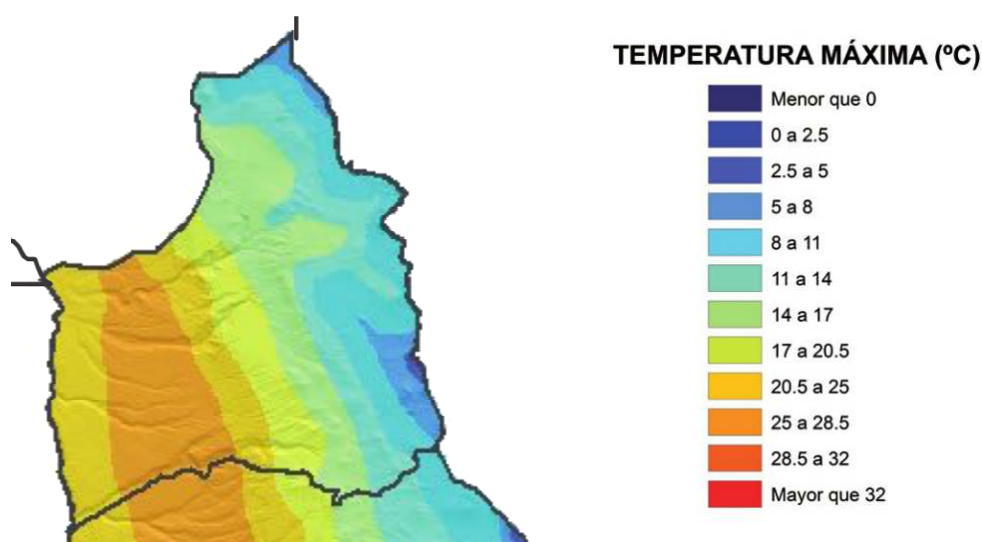 TEMPERATURA MÁXIMA (ºC)
Menor que 0
0 a 2.5
2.5 a 5
5 a 8
8 a 11
11 a 14
14 a 17
17 a 20.5
20.5 a 25
25 a 28.5
28.5 a 32
Mayor que 32